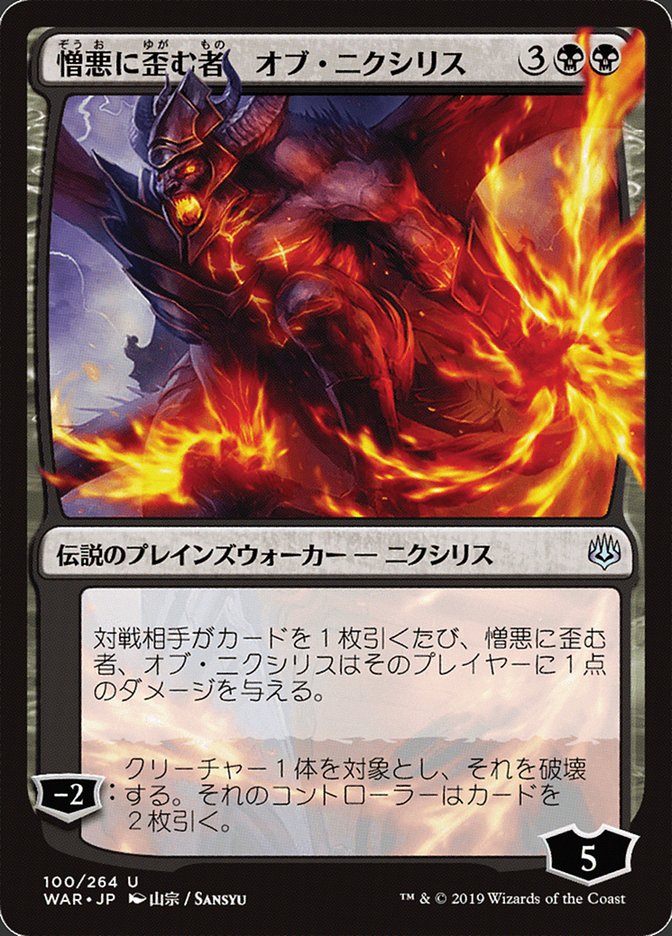 ぞうお ゆが もの
憎悪に歪む者 オブ・ニクシリス 3
伝説のプレインズウォーカー — ニクシリス
対戦相手がカードを１枚引くたび、憎悪に歪む
者、オブ・ニクシリスはそのプレイヤーに１点
のダメージを与える。
クリーチャー１体を対象とし、それを破壊
-2 : する。それのコントローラーはカードを
２枚引く。
5
100/264 U
WAR • JP 山宗 / SANSYU
™ & © 2019 Wizards of the Coast